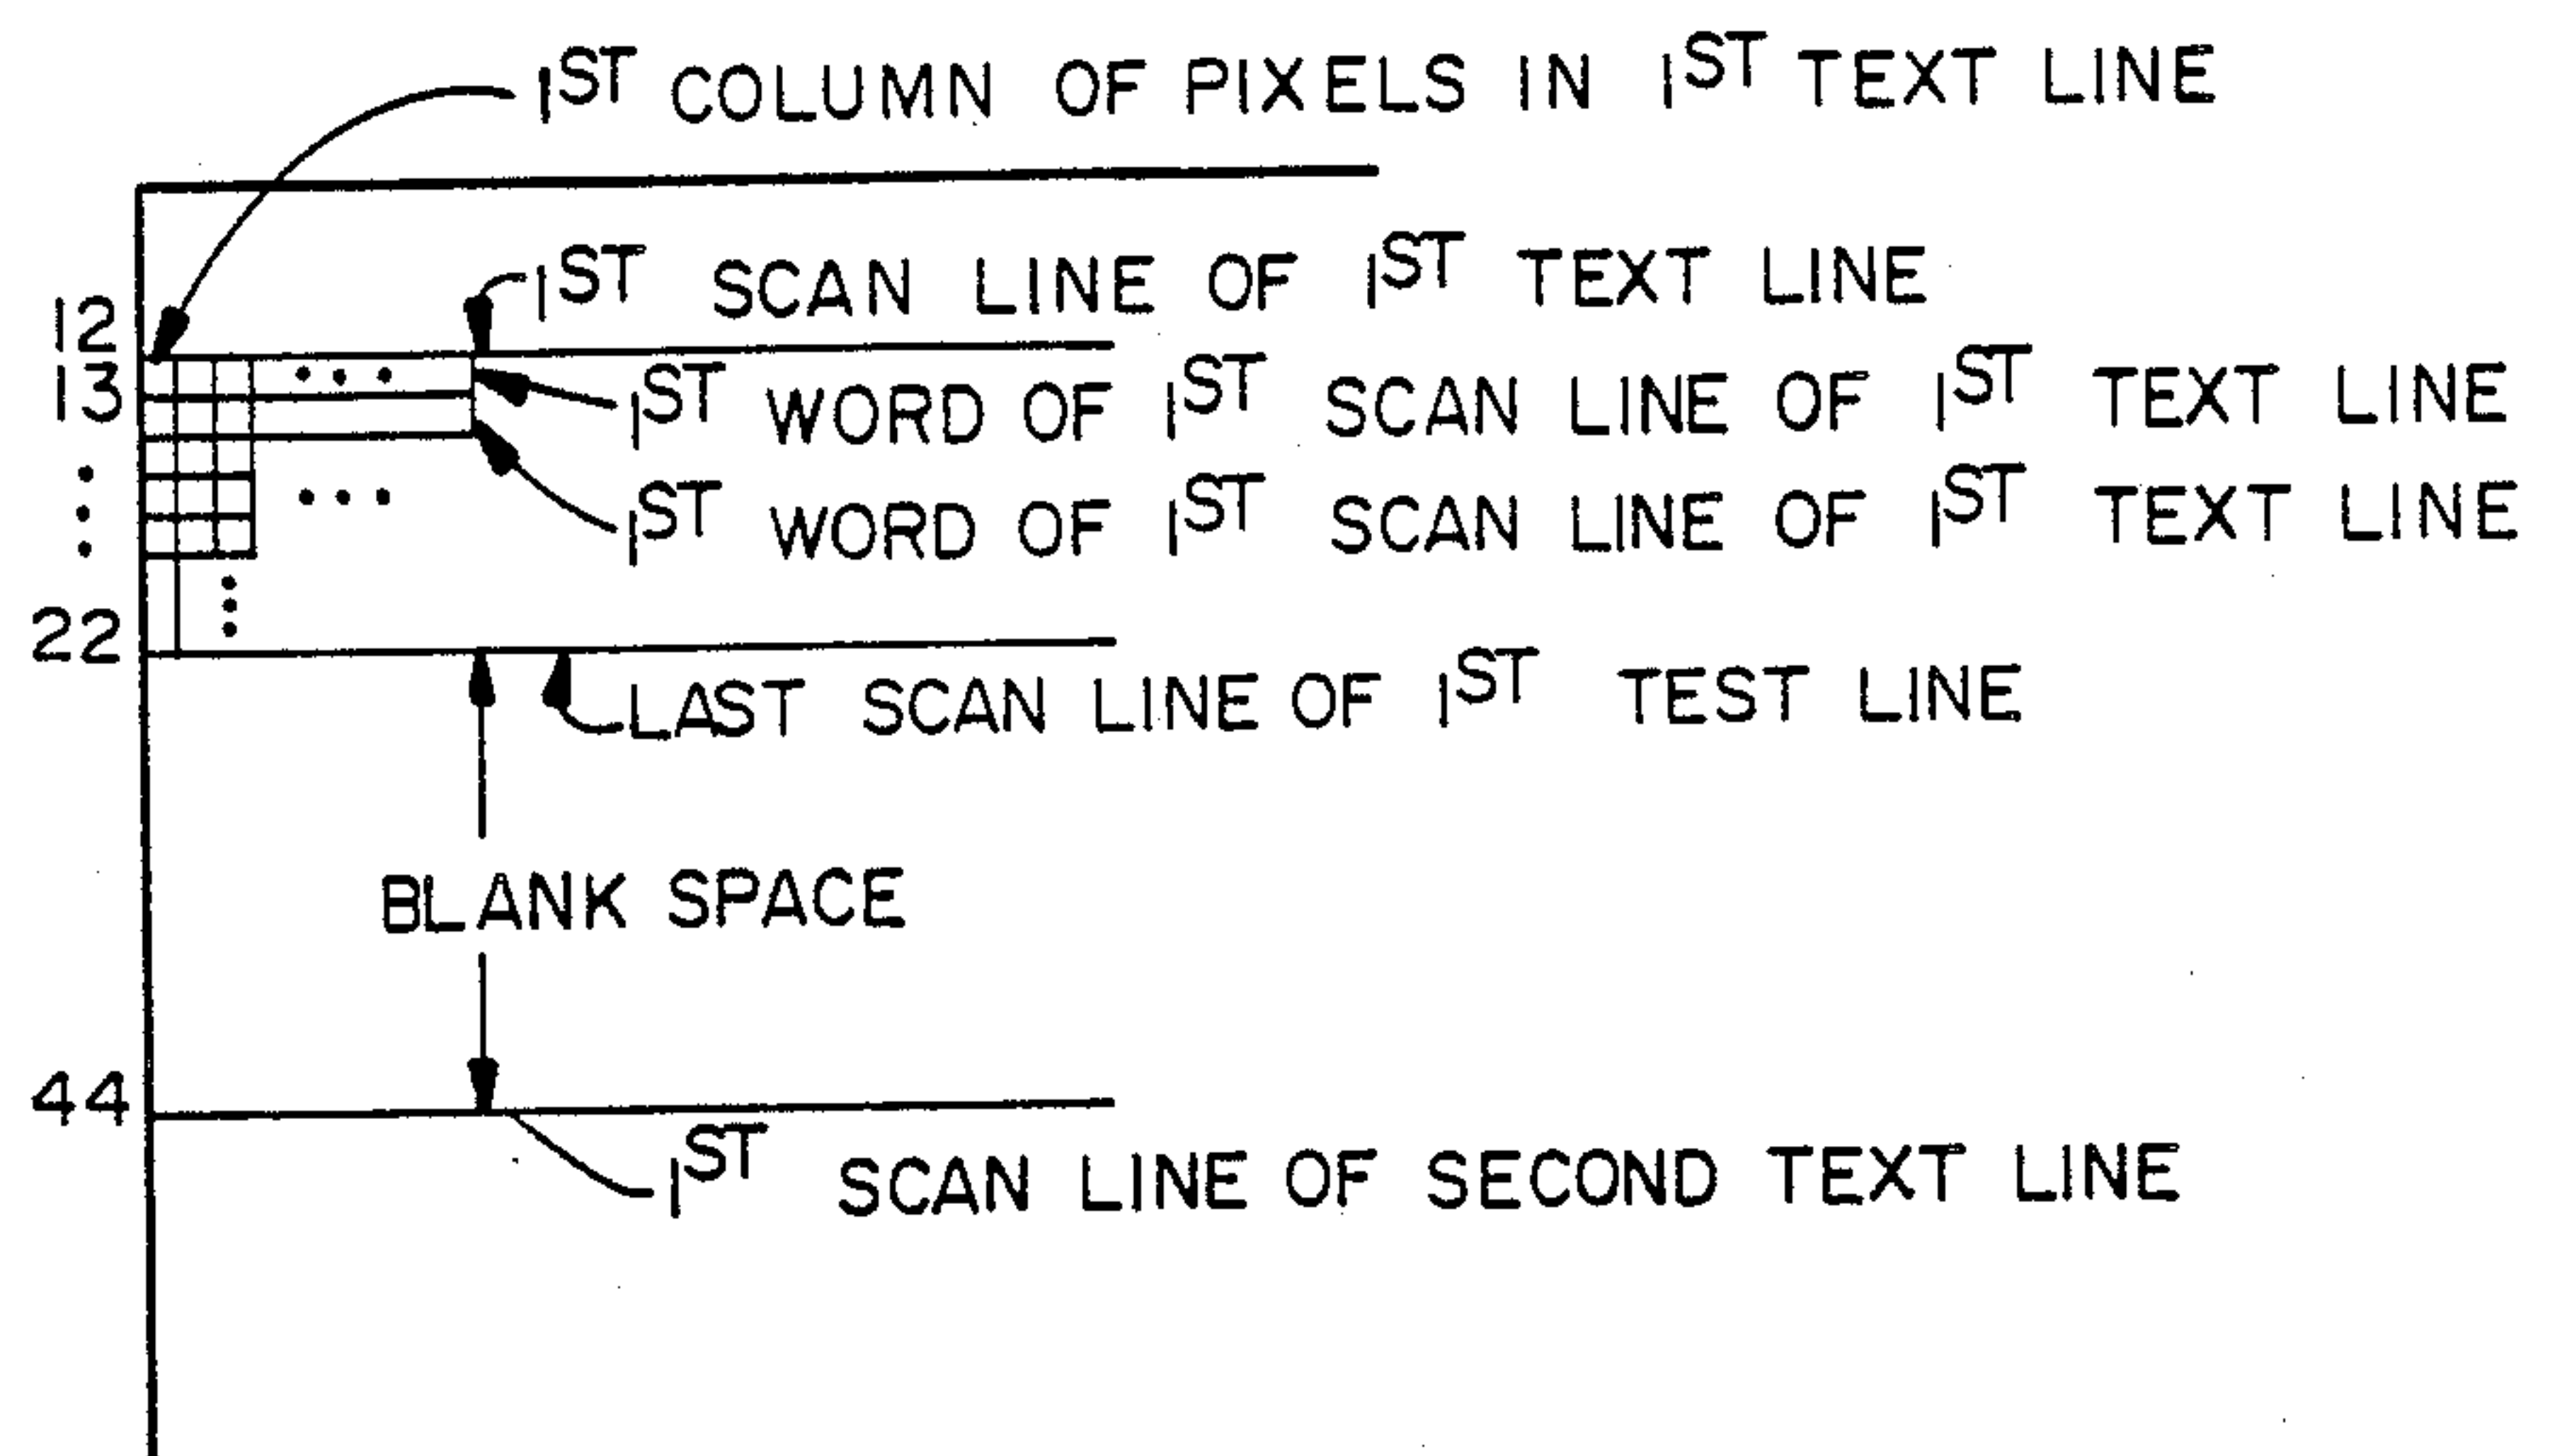 1ST COLUMN OF PIXELS IN 1ST TEXT LINE
1ST SCAN LINE OF 1ST TEXT LINE
12
13
1ST WORD OF 1ST SCAN LINE OF 1ST TEXT LINE
1ST WORD OF 1ST SCAN LINE OF 1ST TEXT LINE
22
LAST SCAN LINE OF 1ST TEST LINE
BLANK SPACE
44
1ST SCAN LINE OF SECOND TEXT LINE